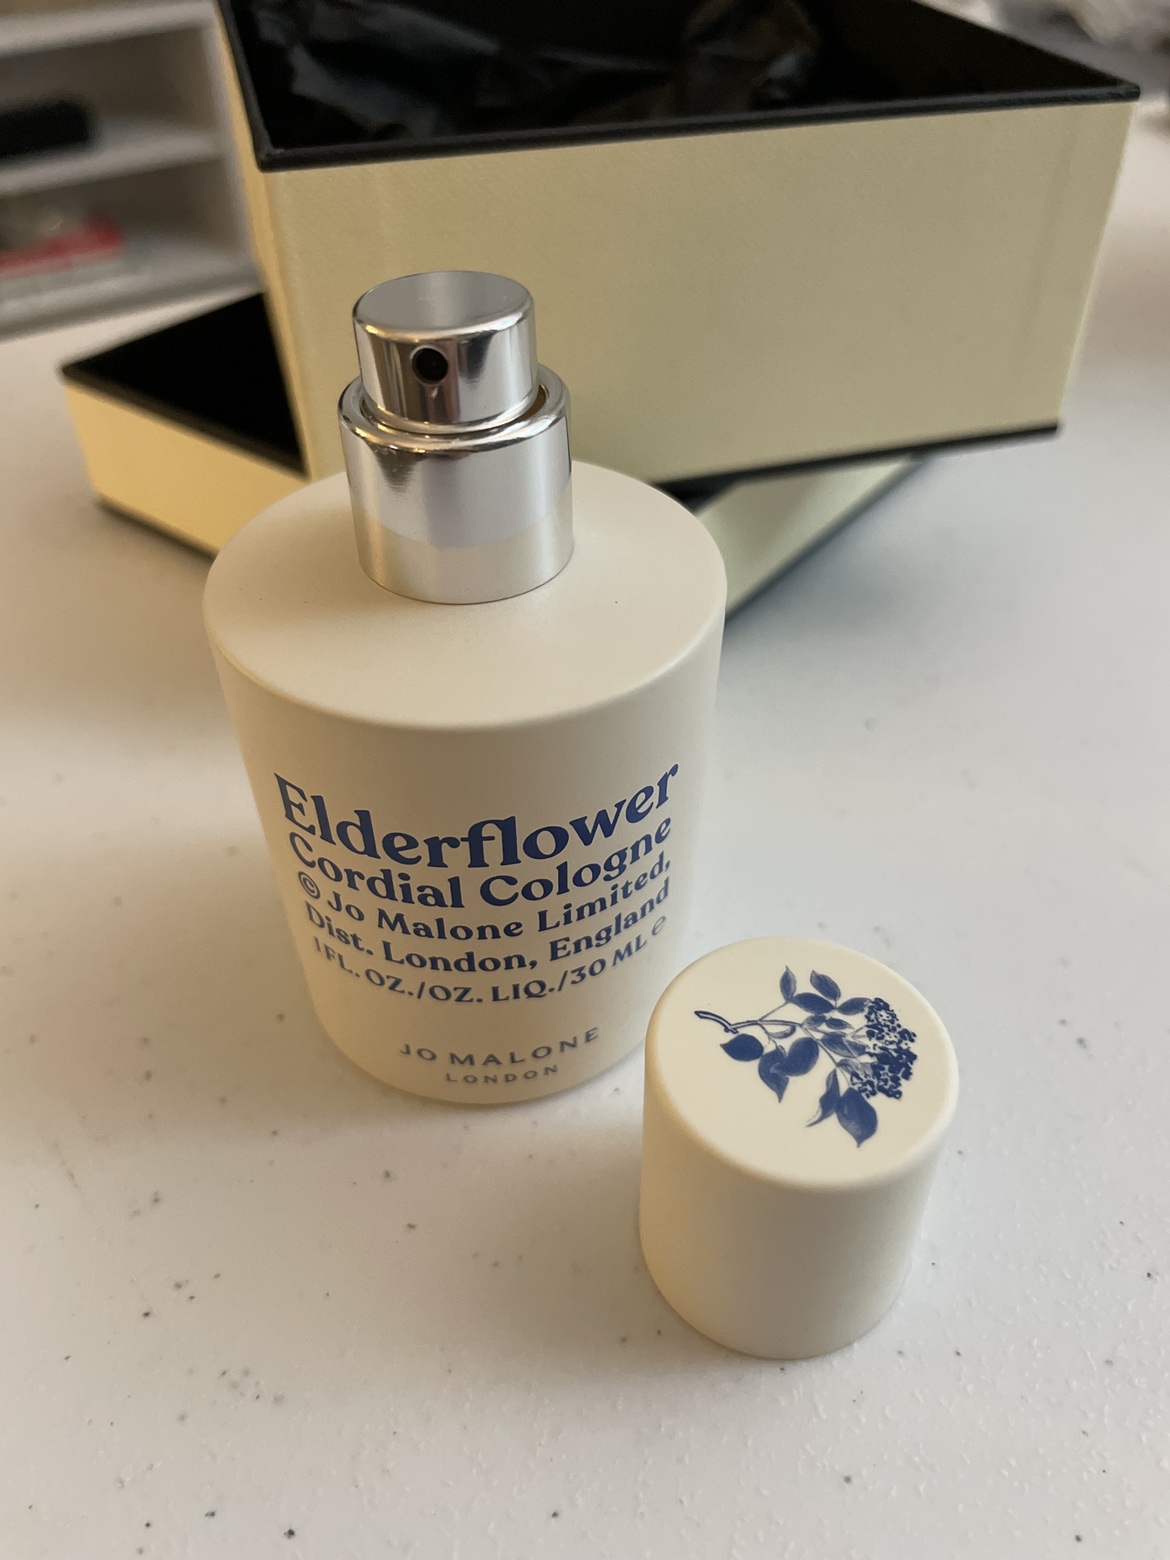 Elderflower
Cordial Cologne
© Jo Malone Limited,
Dist. London, England
1FL. OZ./OZ. LIQ./30 ML ℮
JO MALONE
LONDON